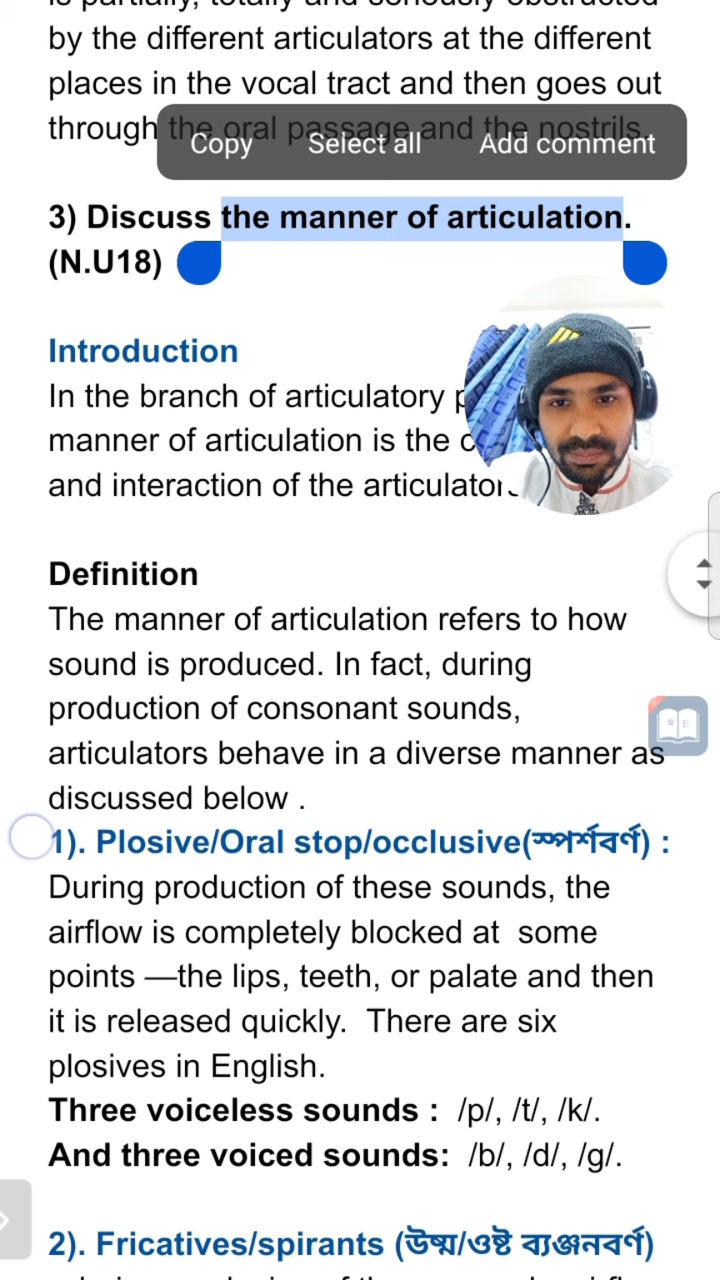 by the different articulators at the different
places in the vocal tract and then goes out
through the oral passage and the nostrils.
Copy Select all Add comment
3) Discuss the manner of articulation.
(N.U18)
Introduction
In the branch of articulatory
manner of articulation is the
and interaction of the
Definition
The manner of articulation refers to how
sound is produced. In fact, during
production of consonant sounds,
articulators behave in a diverse manner as
discussed below .
1). Plosive/Oral stop/occlusive(স্পর্শবর্ণ) :
During production of these sounds, the
airflow is completely blocked at  some
points —the lips, teeth, or palate and then
it is released quickly.  There are six
plosives in English.
Three voiceless sounds :  /p/, /t/, /k/.
And three voiced sounds:  /b/, /d/, /g/.
2). Fricatives/spirants (উষ্ম/ওষ্ট ব্যঞ্জনবর্ণ)